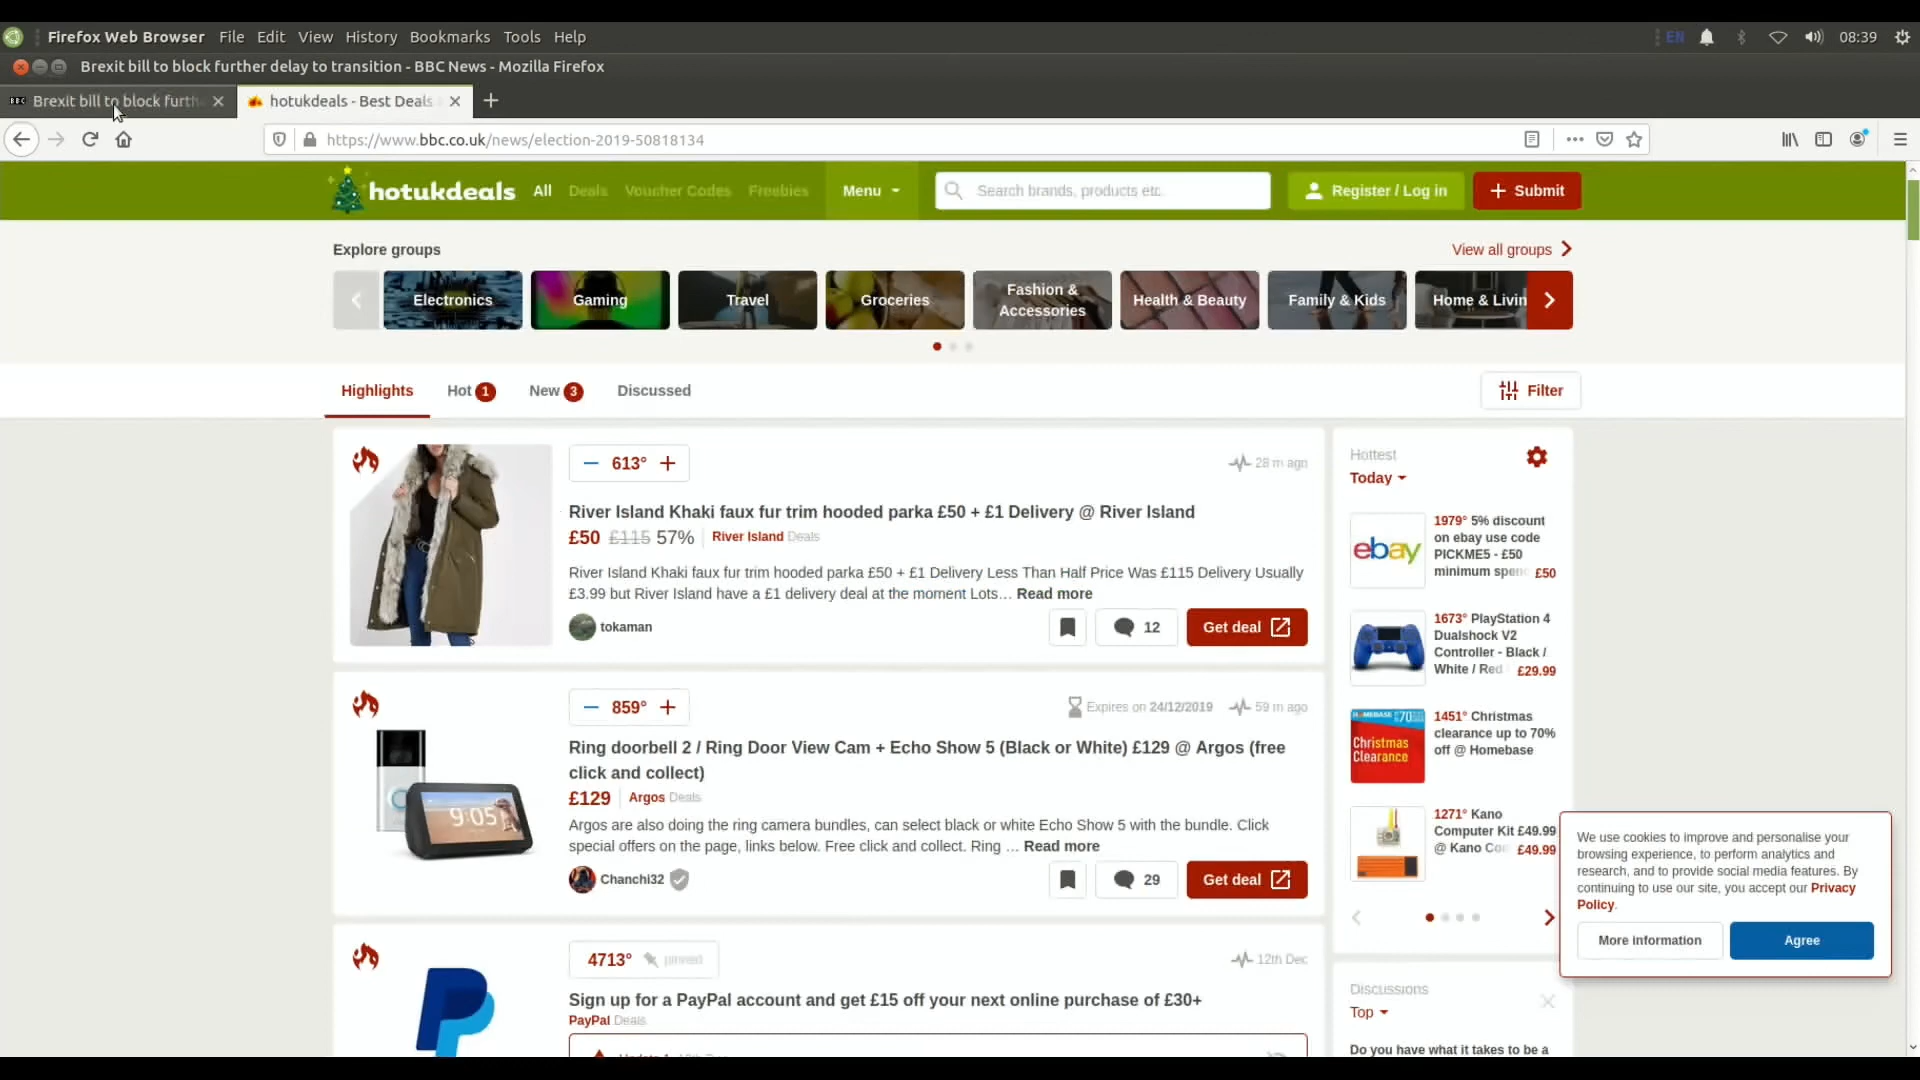 Firefox Web Browser File Edit View History Bookmarks Tools Help EN 08:39
Brexit bill to block further delay to transition - BBC News - Mozilla Firefox
BBC Brexit bill to block furth hotukdeals - Best Deals
https://www.bbc.co.uk/news/election-2019-50818134
hotukdeals All Deals Voucher Codes Freebies Menu Search brands, products etc. Register / Log in + Submit
Explore groups View all groups
Electronics Gaming Travel Groceries Fashion & Accessories Health & Beauty Family & Kids Home & Livin
Highlights Hot 1 New 3 Discussed Filter
613° 28 m ago
River Island Khaki faux fur trim hooded parka £50 + £1 Delivery @ River Island
£50 £115 57% River Island Deals
River Island Khaki faux fur trim hooded parka £50 + £1 Delivery Less Than Half Price Was £115 Delivery Usually
£3.99 but River Island have a £1 delivery deal at the moment Lots… Read more
tokaman 12 Get deal
859° Expires on 24/12/2019 59 m ago
Ring doorbell 2 / Ring Door View Cam + Echo Show 5 (Black or White) £129 @ Argos (free
click and collect)
£129 Argos Deals
9:05
Argos are also doing the ring camera bundles, can select black or white Echo Show 5 with the bundle. Click
special offers on the page, links below. Free click and collect. Ring … Read more
Chanchi32 29 Get deal
4713° pinned 12th Dec
Sign up for a PayPal account and get £15 off your next online purchase of £30+
PayPal Deals
Hottest
Today
ebay
1979° 5% discount
on ebay use code
PICKME5 - £50
minimum spen £50
1673° PlayStation 4
Dualshock V2
Controller - Black /
White / Red £29.99
HOMEBASE £70
Christmas
Clearance
1451° Christmas
clearance up to 70%
off @ Homebase
1271° Kano
Computer Kit £49.99
@ Kano Co £49.99
Discussions
Top
Do you have what it takes to be a
We use cookies to improve and personalise your
browsing experience, to perform analytics and
research, and to provide social media features. By
continuing to use our site, you accept our Privacy
Policy.
More information Agree